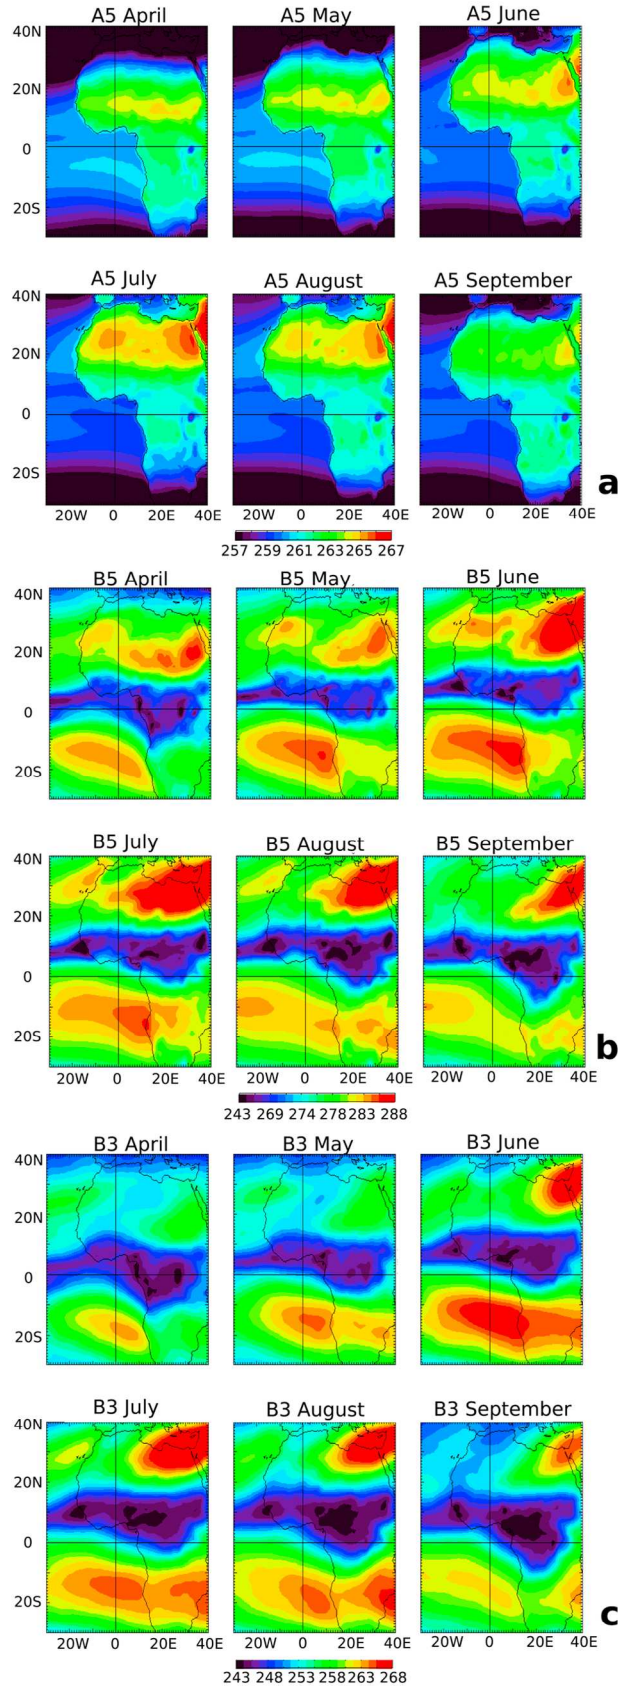 A5 April A5 May A5 June
40N
20N
0
20S
A5 July A5 August A5 September
40N
20N
0
20S
20W 0 20E 40E 20W 0 20E 40E 20W 0 20E 40E
a
257 259 261 263 265 267
B5 April B5 May B5 June
40N
20N
0
20S
B5 July B5 August B5 September
40N
20N
0
20S
20W 0 20E 40E 20W 0 20E 40E 20W 0 20E 40E
b
243 269 274 278 283 288
B3 April B3 May B3 June
40N
20N
0
20S
B3 July B3 August B3 September
40N
20N
0
20S
20W 0 20E 40E 20W 0 20E 40E 20W 0 20E 40E
c
243 248 253 258 263 268